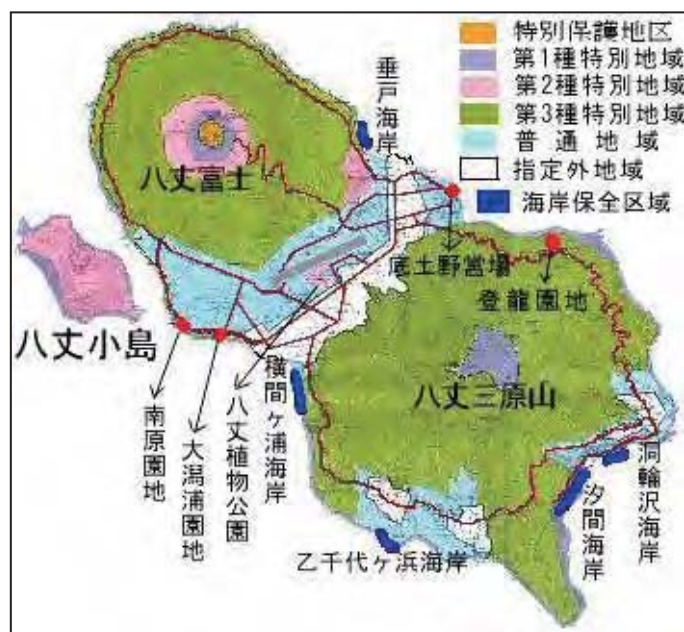 特別保護地区
第1種特別地域
第2種特別地域
第3種特別地域
普通地域
指定外地域
海岸保全区域
垂戸海岸
八丈富士
底土野営場
登龍園地
八丈小島
八丈三原山
南原園地
大潟浦園地
八丈植物公園
横間ヶ浦海岸
乙千代ヶ浜海岸
汐間海岸
洞輪沢海岸